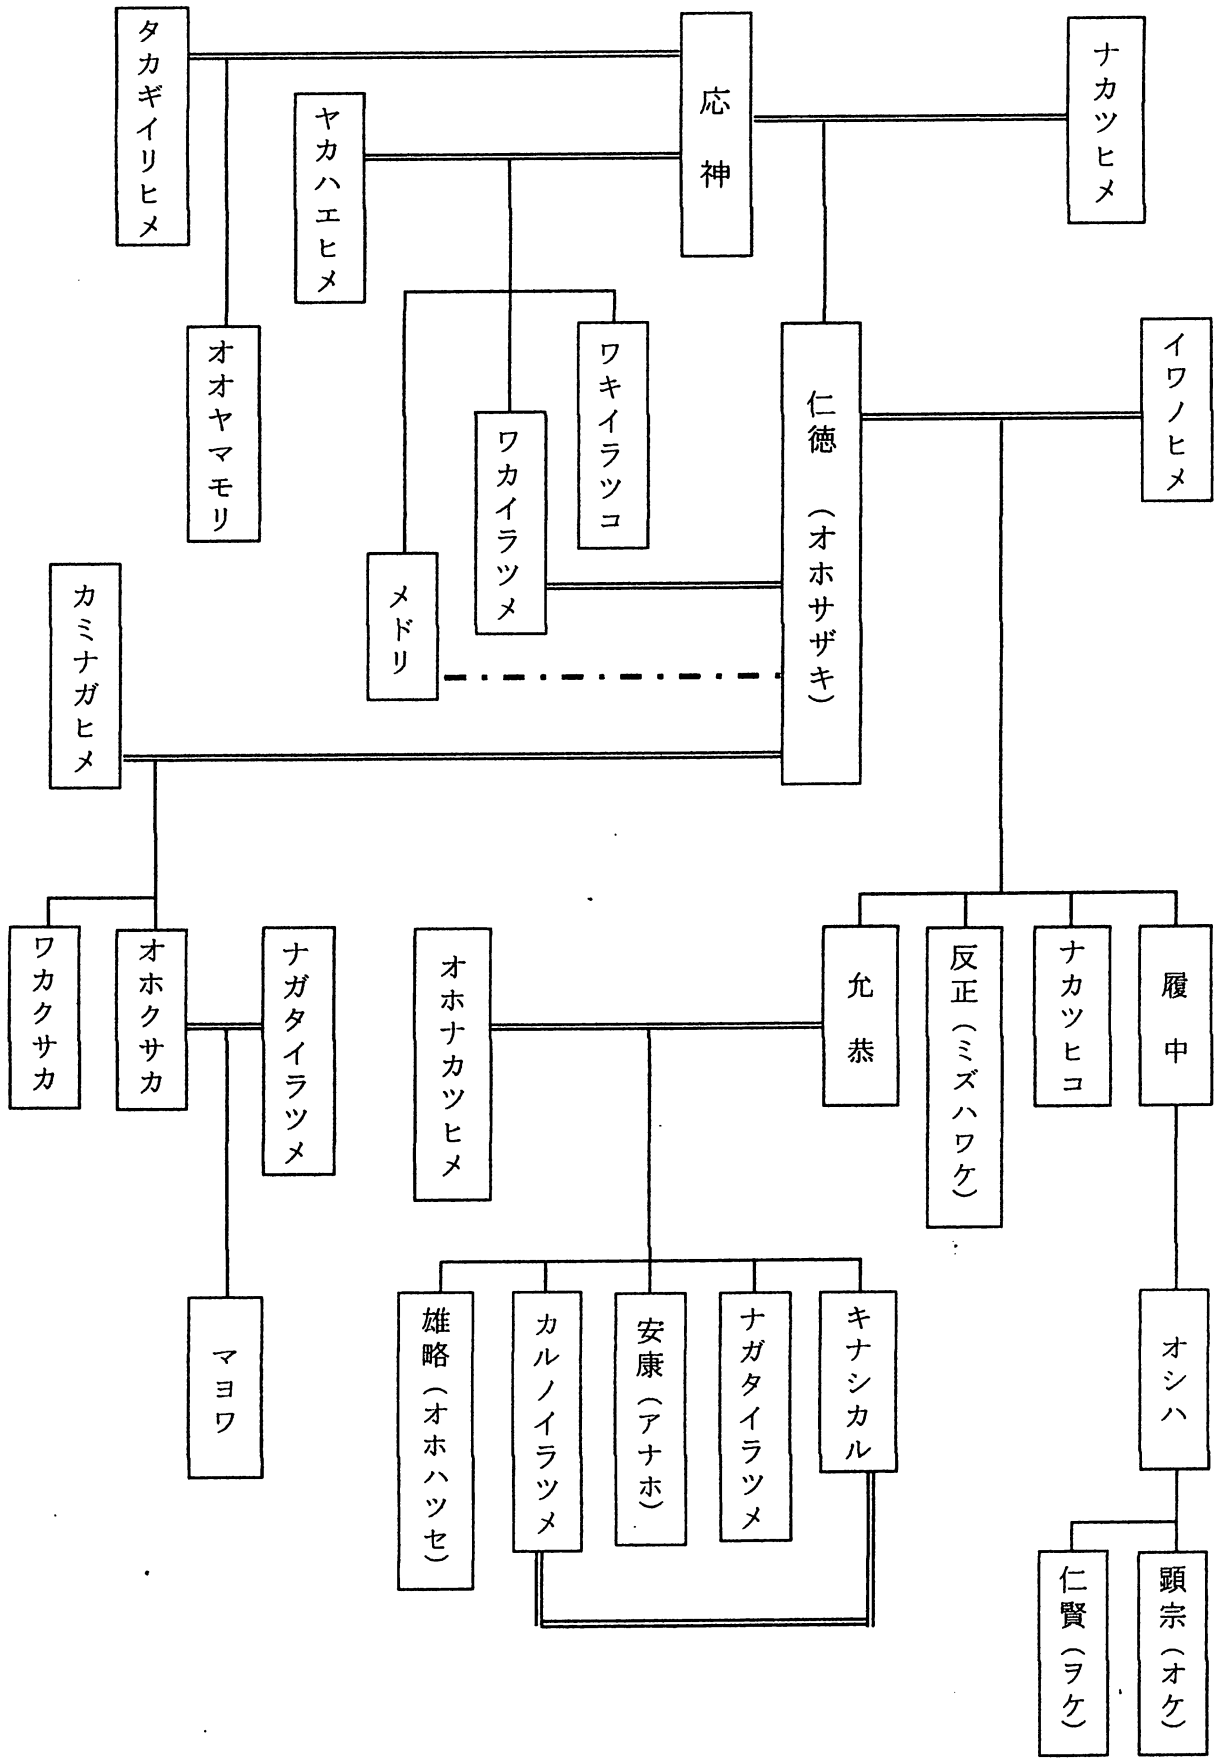 ナカツヒメ
応神
ヤカハエヒメ
タカギイリヒメ
イワノヒメ
仁徳 (オホサザキ)
ワキイラツコ
ワカイラツメ
メドリ
オオヤマモリ
カミナガヒメ
履中
ナカツヒコ
反正(ミズハワケ)
允恭
オホナカツヒメ
ナガタイラツメ
オホクサカ
ワカクサカ
オシハ
キナシカル
ナガタイラツメ
安康(アナホ)
カルノイラツメ
雄略(オホハツセ)
マヨワ
顕宗(オケ)
仁賢(ヲケ)